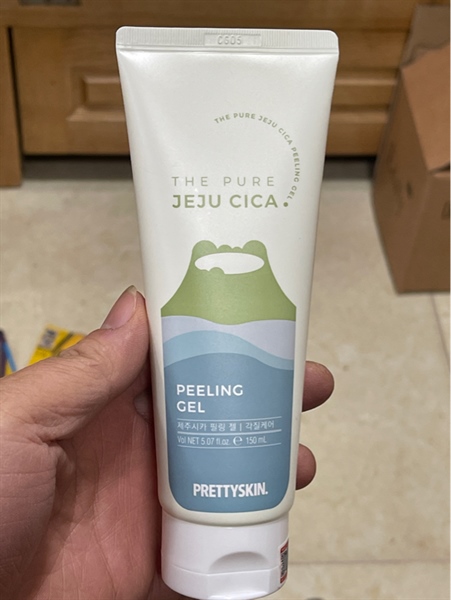 THE PURE JEJU CICA PEELING GEL
THE PURE
JEJU CICA
PEELING
GEL
제주시카 필링 젤 | 각질케어
Vol NET 5.07 fl.oz. ℮ 150 mL
PRETTYSKIN.